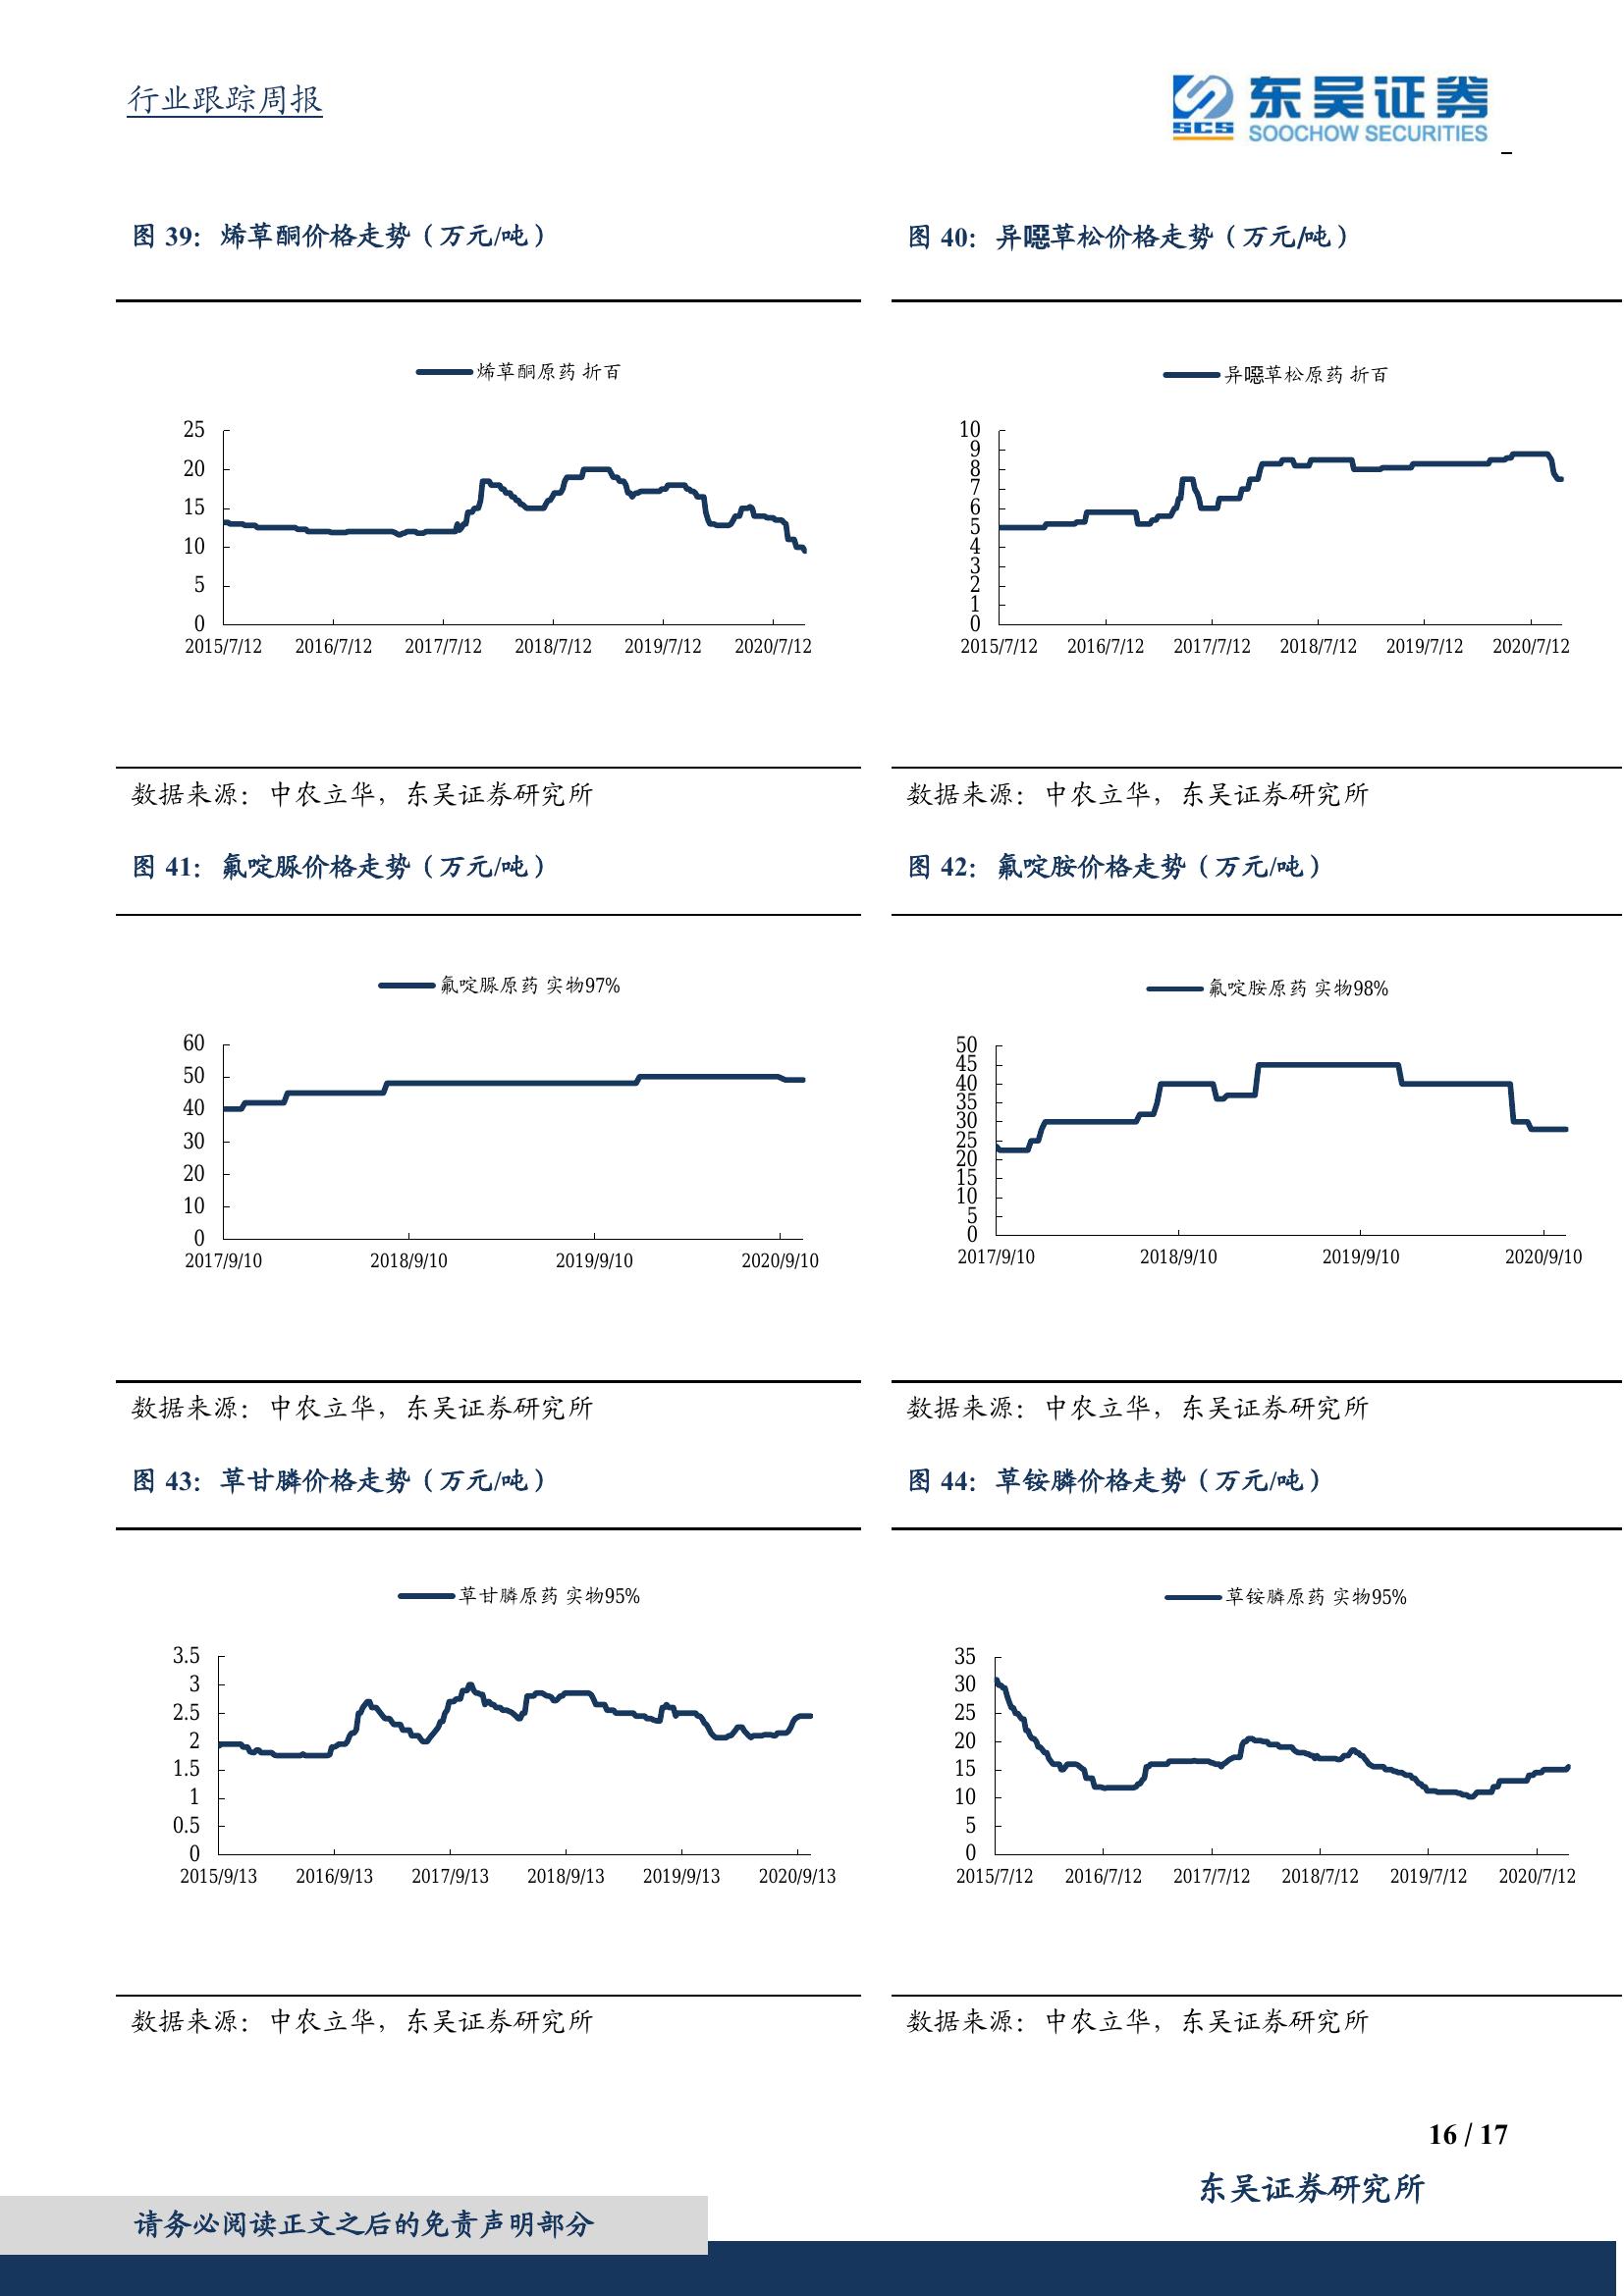 行业跟踪周报
东吴证券
SCS
SOOCHOW SECURITIES
图 39：烯草酮价格走势（万元/吨）
烯草酮原药 折百
25
20
15
10
5
0
2015/7/12 2016/7/12 2017/7/12 2018/7/12 2019/7/12 2020/7/12
数据来源：中农立华，东吴证券研究所
图 40：异噁草松价格走势（万元/吨）
异噁草松原药 折百
10
9
8
7
6
5
4
3
2
1
0
2015/7/12 2016/7/12 2017/7/12 2018/7/12 2019/7/12 2020/7/12
数据来源：中农立华，东吴证券研究所
图 41：氟啶脲价格走势（万元/吨）
氟啶脲原药 实物97%
60
50
40
30
20
10
0
2017/9/10 2018/9/10 2019/9/10 2020/9/10
数据来源：中农立华，东吴证券研究所
图 42：氟啶胺价格走势（万元/吨）
氟啶胺原药 实物98%
50
45
40
35
30
25
20
15
10
5
0
2017/9/10 2018/9/10 2019/9/10 2020/9/10
数据来源：中农立华，东吴证券研究所
图 43：草甘膦价格走势（万元/吨）
草甘膦原药 实物95%
3.5
3
2.5
2
1.5
1
0.5
0
2015/9/13 2016/9/13 2017/9/13 2018/9/13 2019/9/13 2020/9/13
数据来源：中农立华，东吴证券研究所
图 44：草铵膦价格走势（万元/吨）
草铵膦原药 实物95%
35
30
25
20
15
10
5
0
2015/7/12 2016/7/12 2017/7/12 2018/7/12 2019/7/12 2020/7/12
数据来源：中农立华，东吴证券研究所
16 / 17
东吴证券研究所
请务必阅读正文之后的免责声明部分